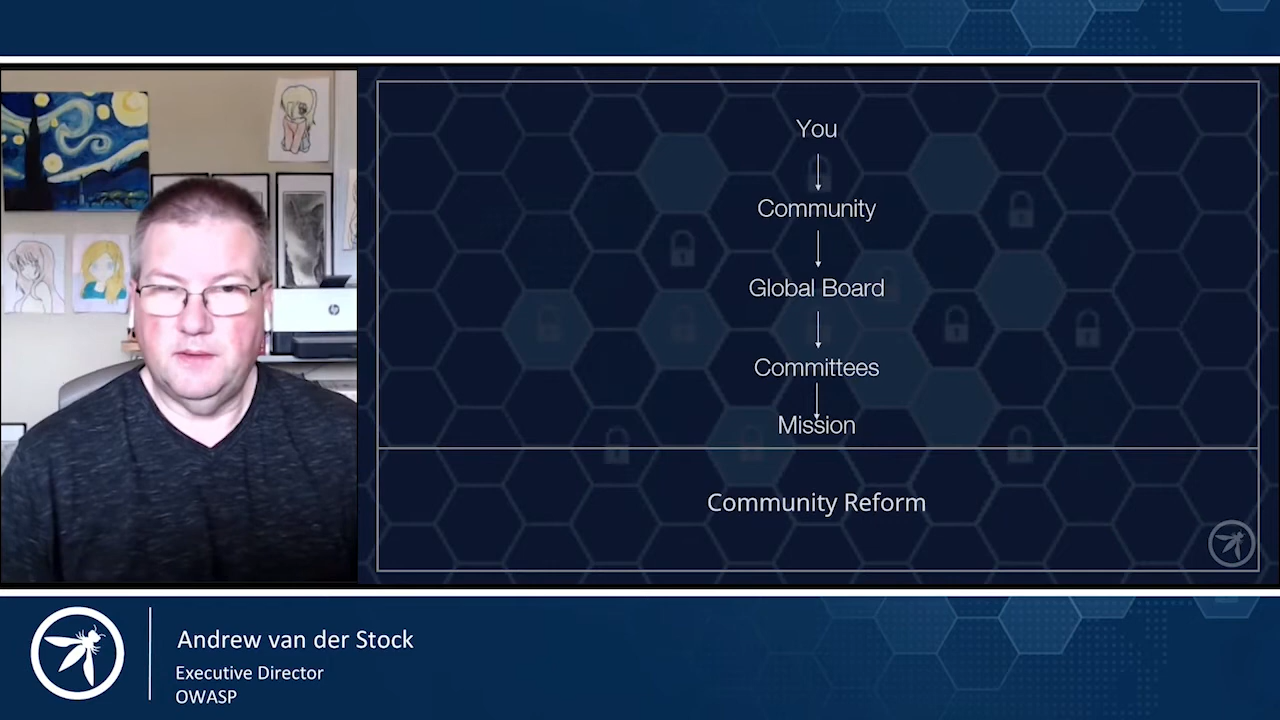 You
Community
Global Board
Committees
Mission
Community Reform
Andrew van der Stock
Executive Director
OWASP